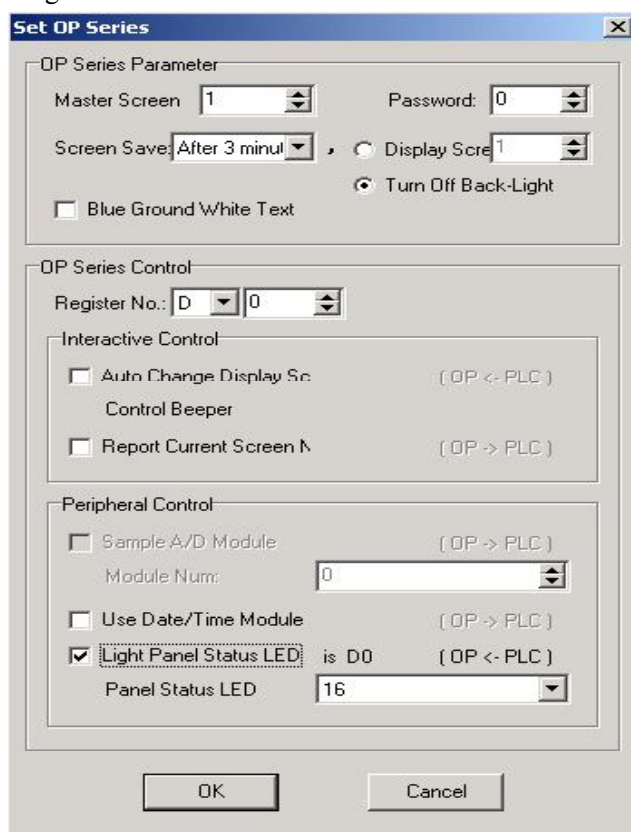 Set OP Series
OP Series Parameter
Master Screen 1 Password: 0
Screen Save: After 3 minut , Display Scre 1
Turn Off Back-Light
Blue Ground White Text
OP Series Control
Register No.: D 0
Interactive Control
Auto Change Display Sc ( OP <- PLC )
Control Beeper
Report Current Screen N ( OP -> PLC )
Peripheral Control
Sample A/D Module ( OP -> PLC )
Module Num: 0
Use Date/Time Module ( OP -> PLC )
Light Panel Status LED is D0 ( OP <- PLC )
Panel Status LED 16
OK Cancel